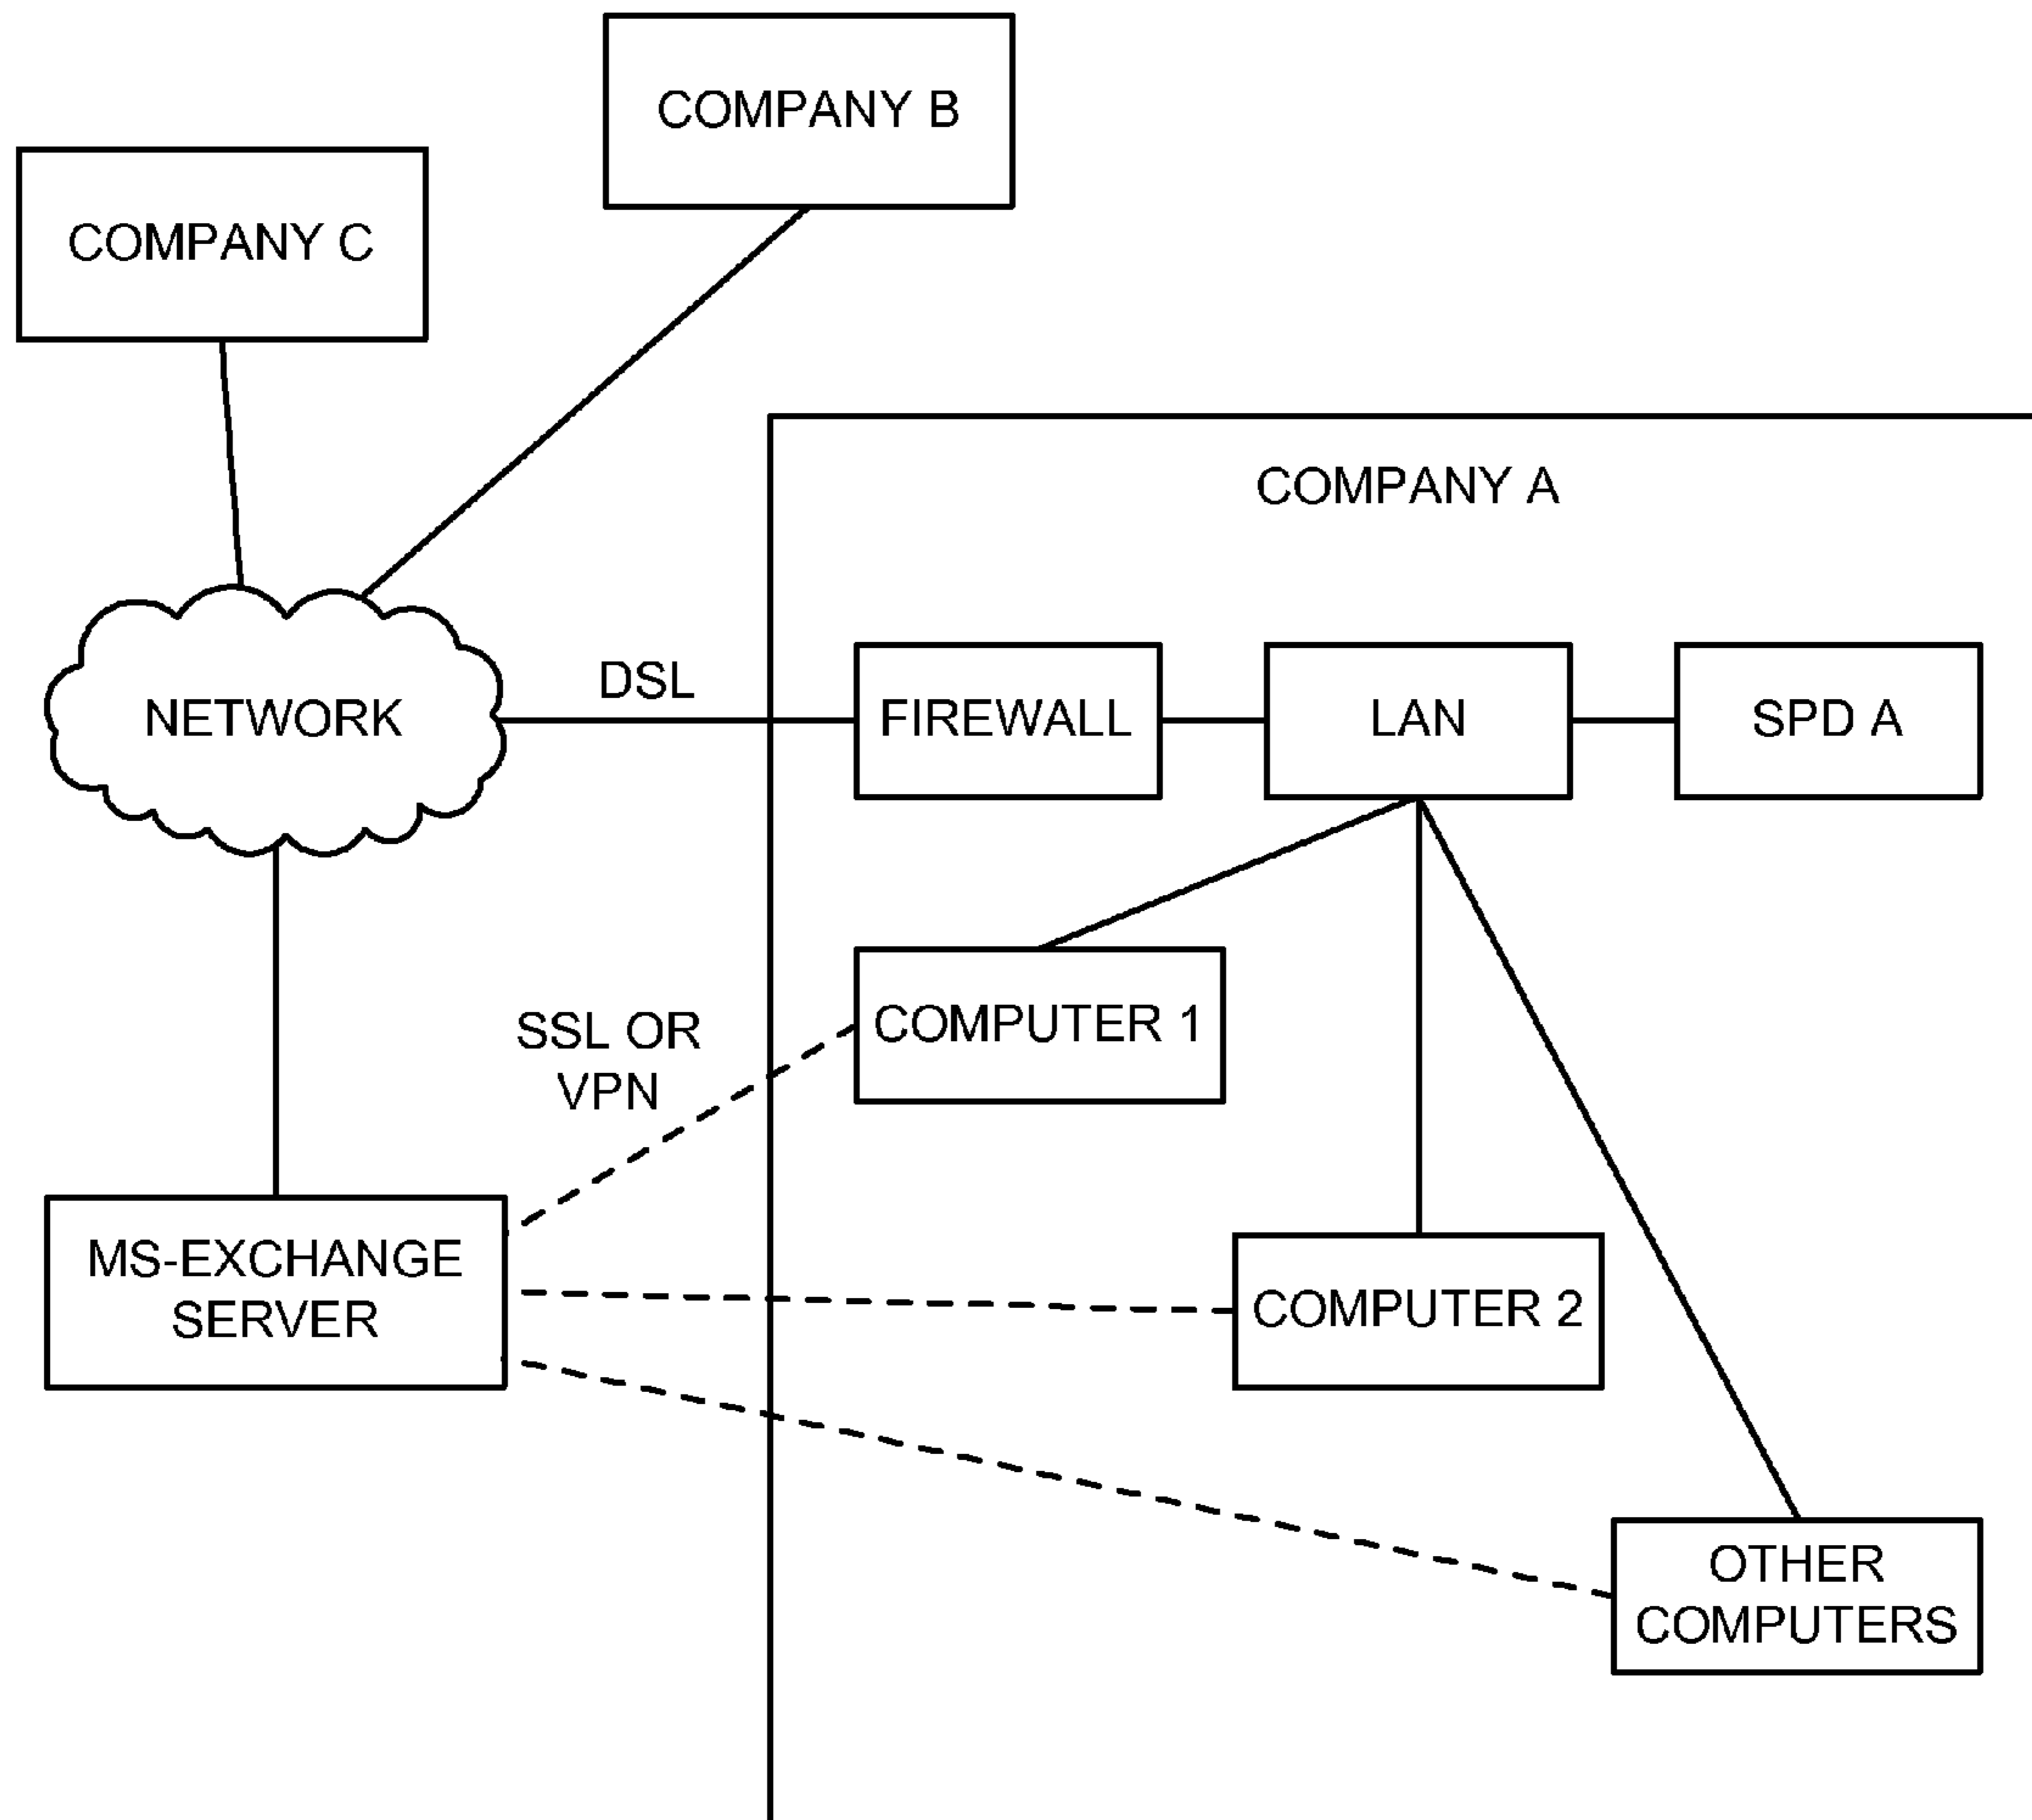 COMPANY B
COMPANY C
COMPANY A
DSL
NETWORK
FIREWALL
LAN
SPD A
SSL OR
VPN
COMPUTER 1
MS-EXCHANGE
SERVER
COMPUTER 2
OTHER
COMPUTERS